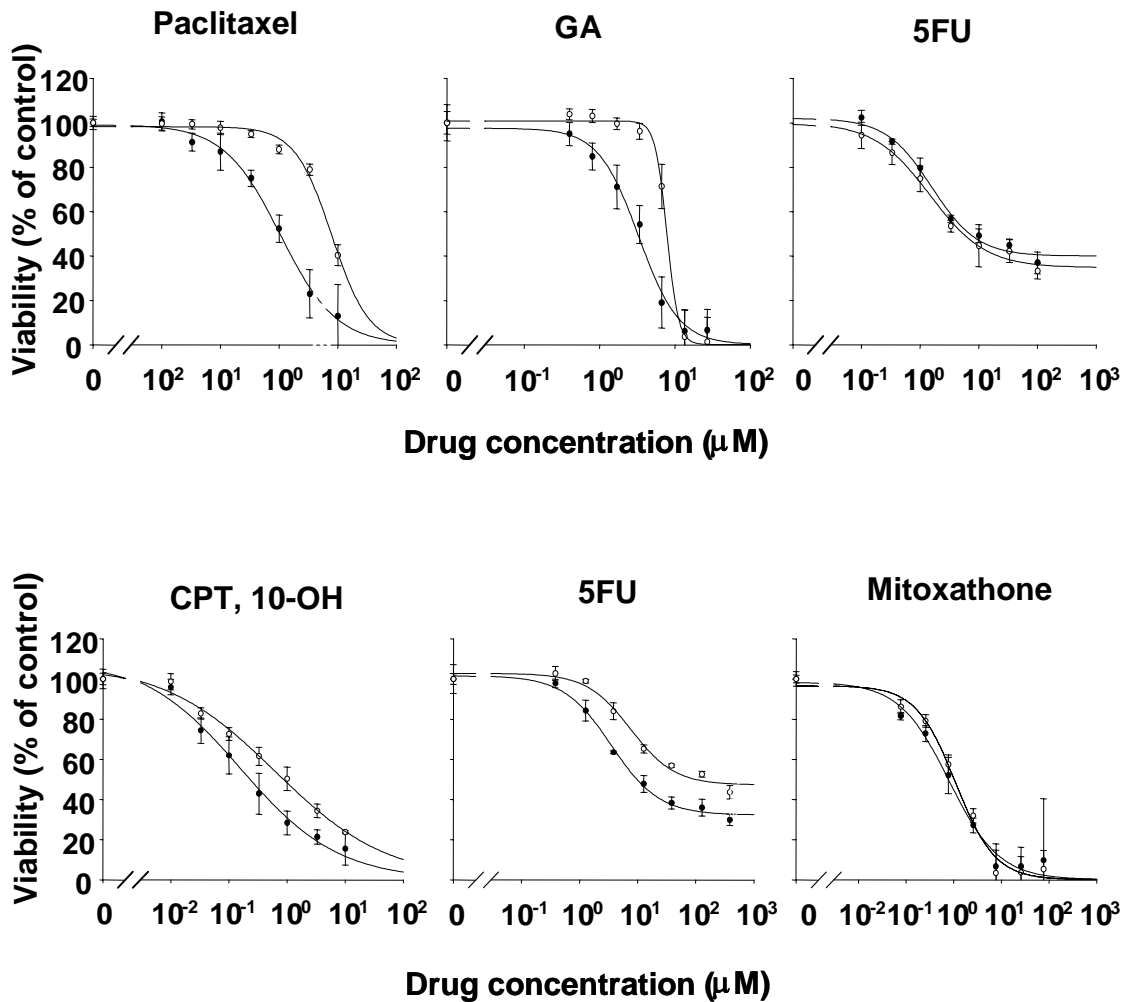 Paclitaxel
GA
5FU
Viability (% of control)
120
100
80
60
40
20
0
0 10² 10¹ 10⁰ 10¹ 10²
0 10⁻¹ 10⁰ 10¹ 10²
0 10⁻¹ 10⁰ 10¹ 10² 10³
Drug concentration (μM)
CPT, 10-OH
5FU
Mitoxathone
Viability (% of control)
120
100
80
60
40
20
0
0 10⁻² 10⁻¹ 10⁰ 10¹ 10²
0 10⁻¹ 10⁰ 10¹ 10² 10³
0 10⁻² 10⁻¹ 10⁰ 10¹ 10² 10³
Drug concentration (μM)